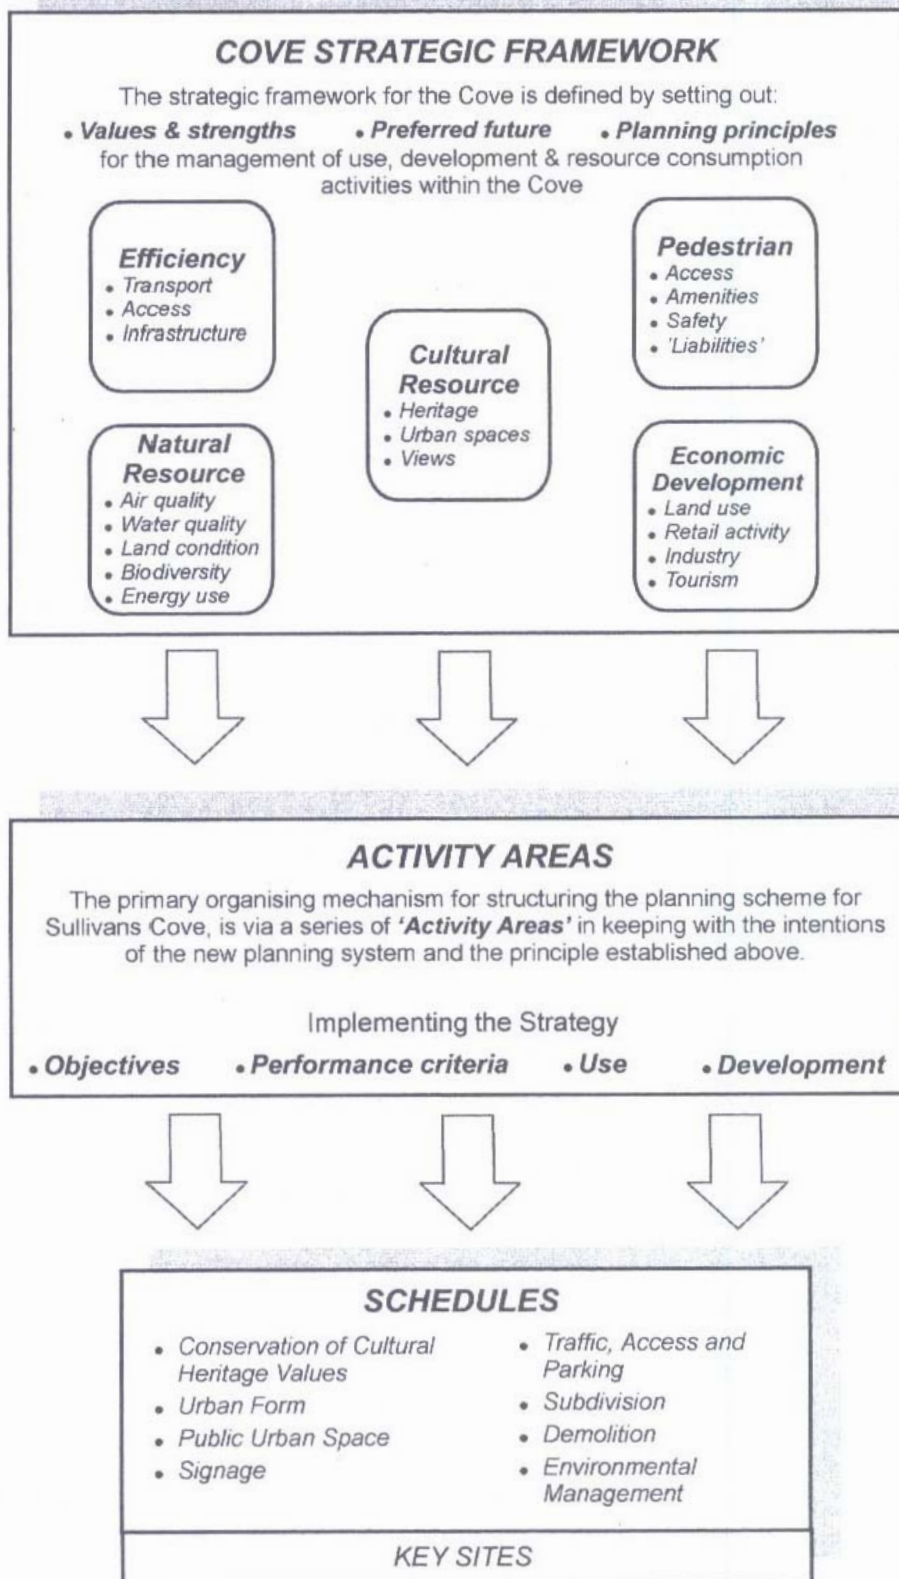 COVE STRATEGIC FRAMEWORK
The strategic framework for the Cove is defined by setting out:
• Values & strengths • Preferred future • Planning principles
for the management of use, development & resource consumption
activities within the Cove
Efficiency
• Transport
• Access
• Infrastructure
Pedestrian
• Access
• Amenities
• Safety
• 'Liabilities'
Cultural
Resource
• Heritage
• Urban spaces
• Views
Natural
Resource
• Air quality
• Water quality
• Land condition
• Biodiversity
• Energy use
Economic
Development
• Land use
• Retail activity
• Industry
• Tourism
ACTIVITY AREAS
The primary organising mechanism for structuring the planning scheme for
Sullivans Cove, is via a series of 'Activity Areas' in keeping with the intentions
of the new planning system and the principle established above.
Implementing the Strategy
• Objectives • Performance criteria • Use • Development
SCHEDULES
• Conservation of Cultural
Heritage Values
• Urban Form
• Public Urban Space
• Signage
• Traffic, Access and
Parking
• Subdivision
• Demolition
• Environmental
Management
KEY SITES